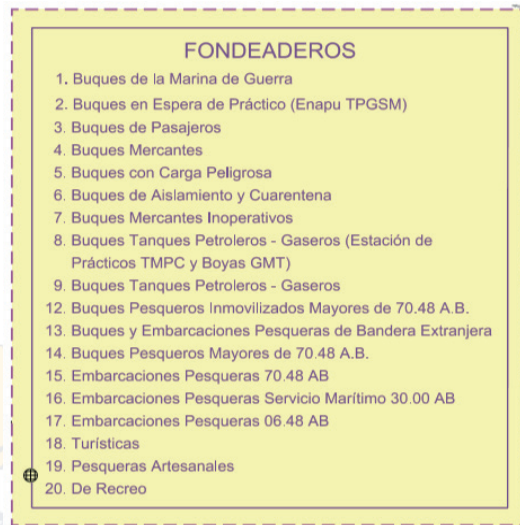 FONDEADEROS
1. Buques de la Marina de Guerra
2. Buques en Espera de Práctico (Enapu TPGSM)
3. Buques de Pasajeros
4. Buques Mercantes
5. Buques con Carga Peligrosa
6. Buques de Aislamiento y Cuarentena
7. Buques Mercantes Inoperativos
8. Buques Tanques Petroleros - Gaseros (Estación de
Prácticos TMPC y Boyas GMT)
9. Buques Tanques Petroleros - Gaseros
12. Buques Pesqueros Inmovilizados Mayores de 70.48 A.B.
13. Buques y Embarcaciones Pesqueras de Bandera Extranjera
14. Buques Pesqueros Mayores de 70.48 A.B.
15. Embarcaciones Pesqueras 70.48 AB
16. Embarcaciones Pesqueras Servicio Marítimo 30.00 AB
17. Embarcaciones Pesqueras 06.48 AB
18. Turísticas
19. Pesqueras Artesanales
20. De Recreo